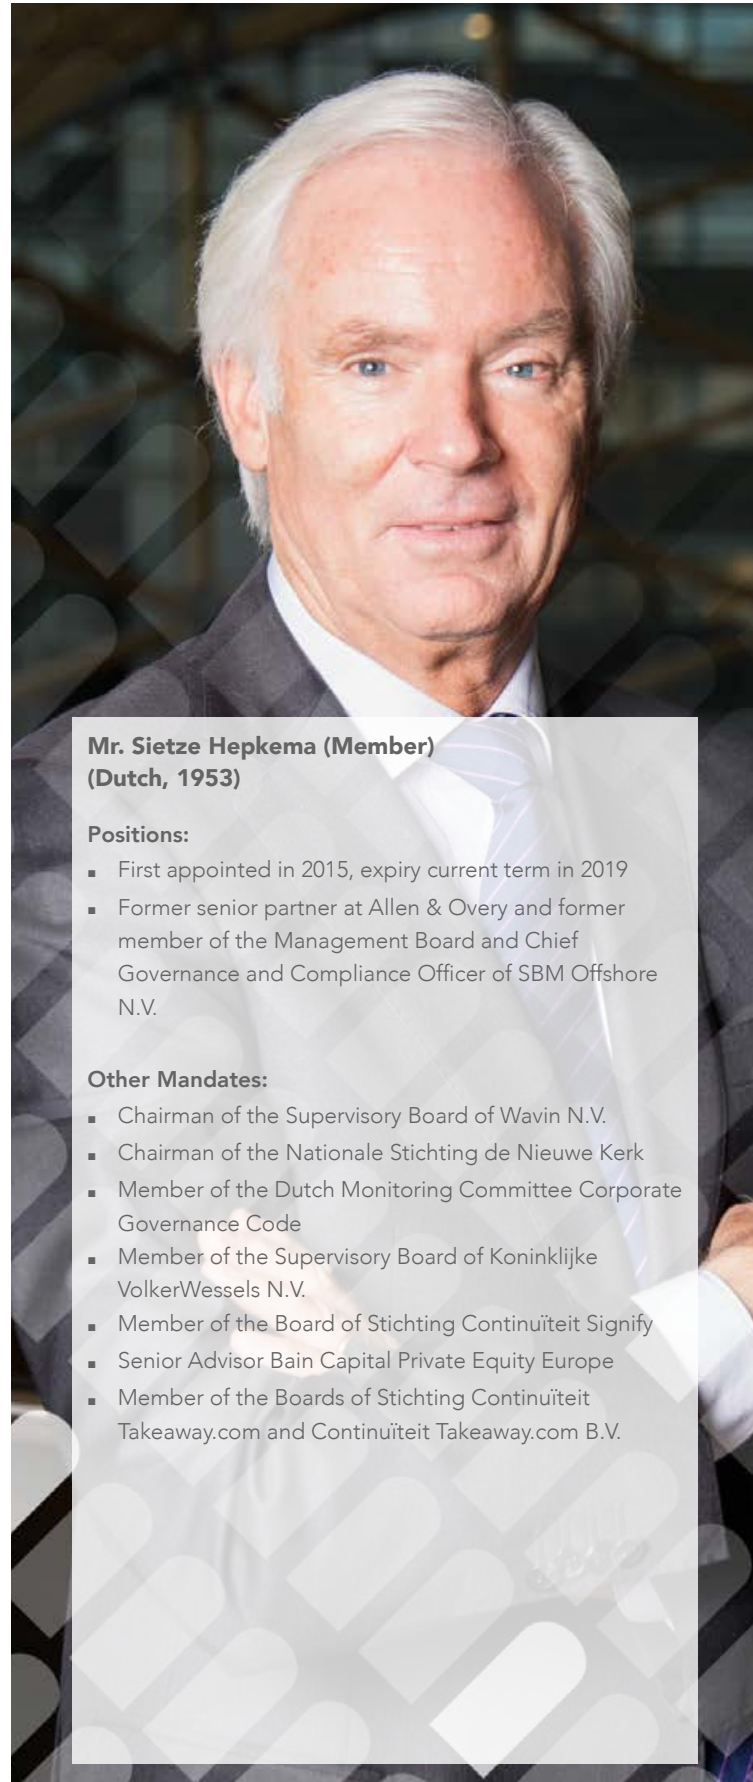 Mr. Sietze Hepkema (Member)
(Dutch, 1953)
Positions:
▪ First appointed in 2015, expiry current term in 2019
▪ Former senior partner at Allen & Overy and former
member of the Management Board and Chief
Governance and Compliance Officer of SBM Offshore
N.V.
Other Mandates:
▪ Chairman of the Supervisory Board of Wavin N.V.
▪ Chairman of the Nationale Stichting de Nieuwe Kerk
▪ Member of the Dutch Monitoring Committee Corporate
Governance Code
▪ Member of the Supervisory Board of Koninklijke
VolkerWessels N.V.
▪ Member of the Board of Stichting Continuïteit Signify
▪ Senior Advisor Bain Capital Private Equity Europe
▪ Member of the Boards of Stichting Continuïteit
Takeaway.com and Continuïteit Takeaway.com B.V.